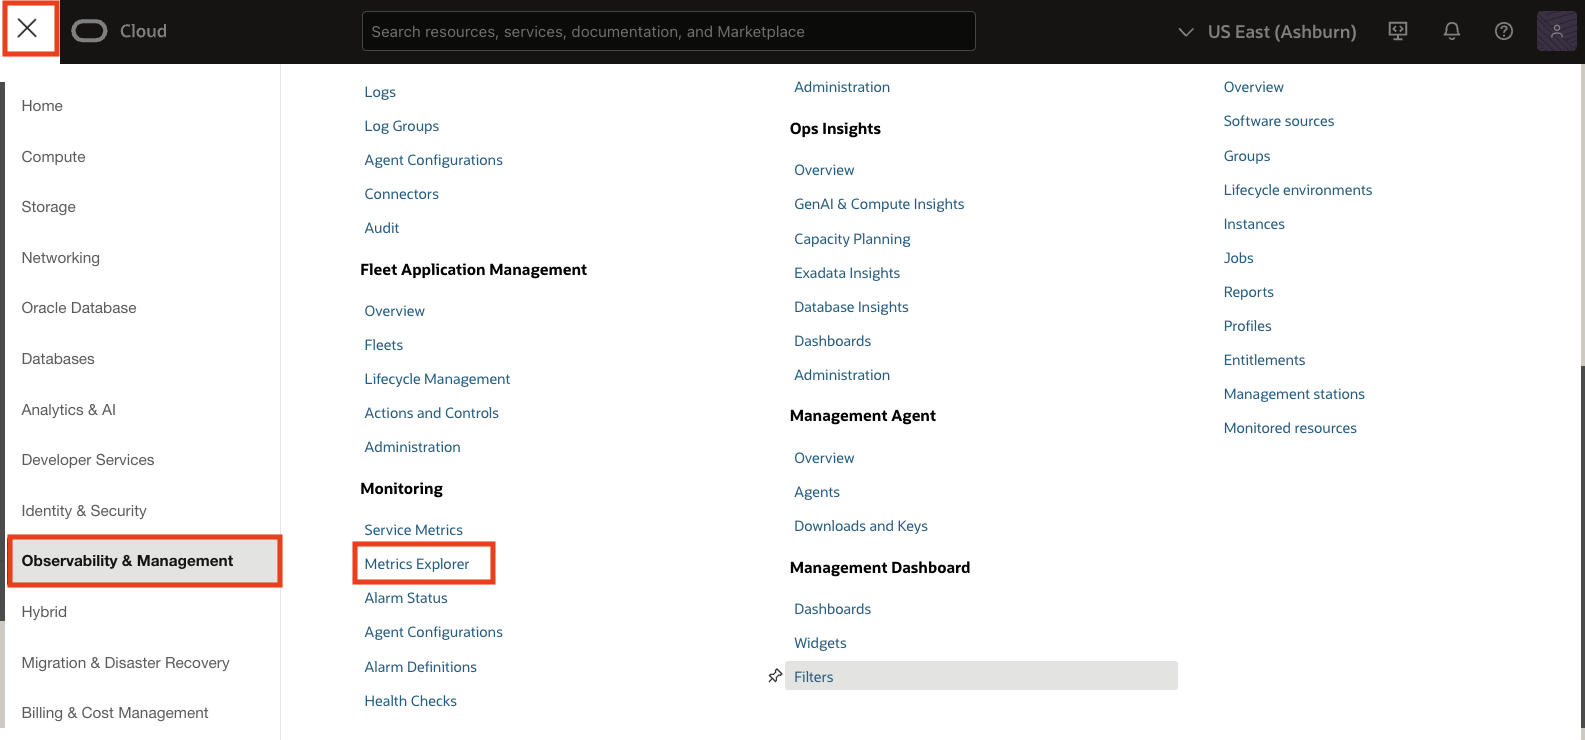 Cloud
Search resources, services, documentation, and Marketplace
US East (Ashburn)
Home
Compute
Storage
Networking
Oracle Database
Databases
Analytics & AI
Developer Services
Identity & Security
Observability & Management
Hybrid
Migration & Disaster Recovery
Billing & Cost Management
Logs
Log Groups
Agent Configurations
Connectors
Audit
Fleet Application Management
Overview
Fleets
Lifecycle Management
Actions and Controls
Administration
Monitoring
Service Metrics
Metrics Explorer
Alarm Status
Agent Configurations
Alarm Definitions
Health Checks
Administration
Ops Insights
Overview
GenAI & Compute Insights
Capacity Planning
Exadata Insights
Database Insights
Dashboards
Administration
Management Agent
Overview
Agents
Downloads and Keys
Management Dashboard
Dashboards
Widgets
Filters
Overview
Software sources
Groups
Lifecycle environments
Instances
Jobs
Reports
Profiles
Entitlements
Management stations
Monitored resources